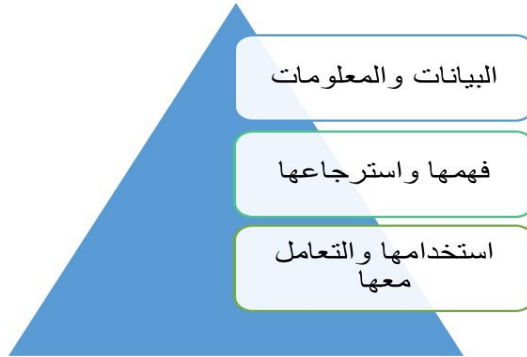 البيانات والمعلومات
فهمها واسترجاعها
استخدامها والتعامل
معها